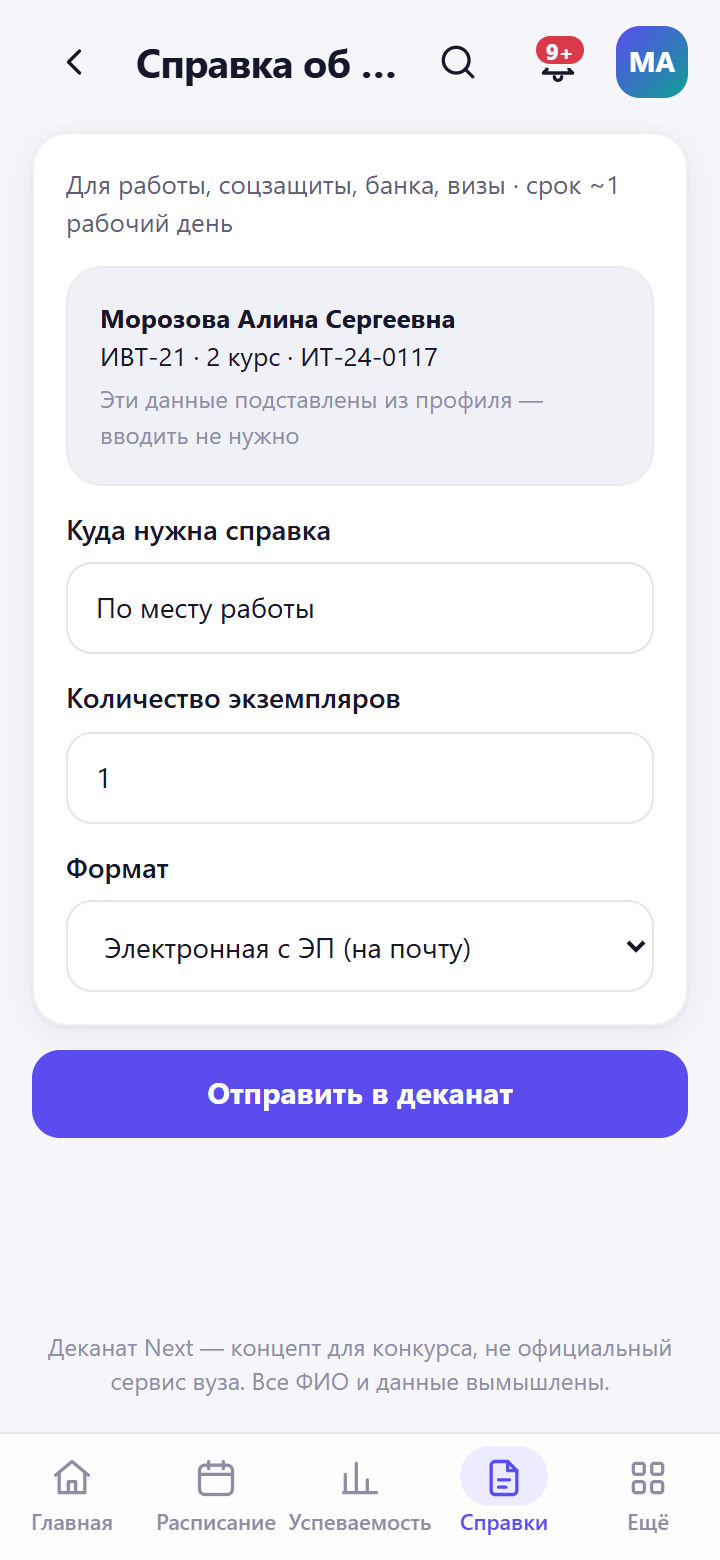 Справка об ...
9+
MA
Для работы, соцзащиты, банка, визы · срок ~1
рабочий день
Морозова Алина Сергеевна
ИВТ-21 · 2 курс · ИТ-24-0117
Эти данные подставлены из профиля —
вводить не нужно
Куда нужна справка
По месту работы
Количество экземпляров
1
Формат
Электронная с ЭП (на почту)
Отправить в деканат
Деканат Next — концепт для конкурса, не официальный
сервис вуза. Все ФИО и данные вымышлены.
Главная
Расписание
Успеваемость
Справки
Ещё